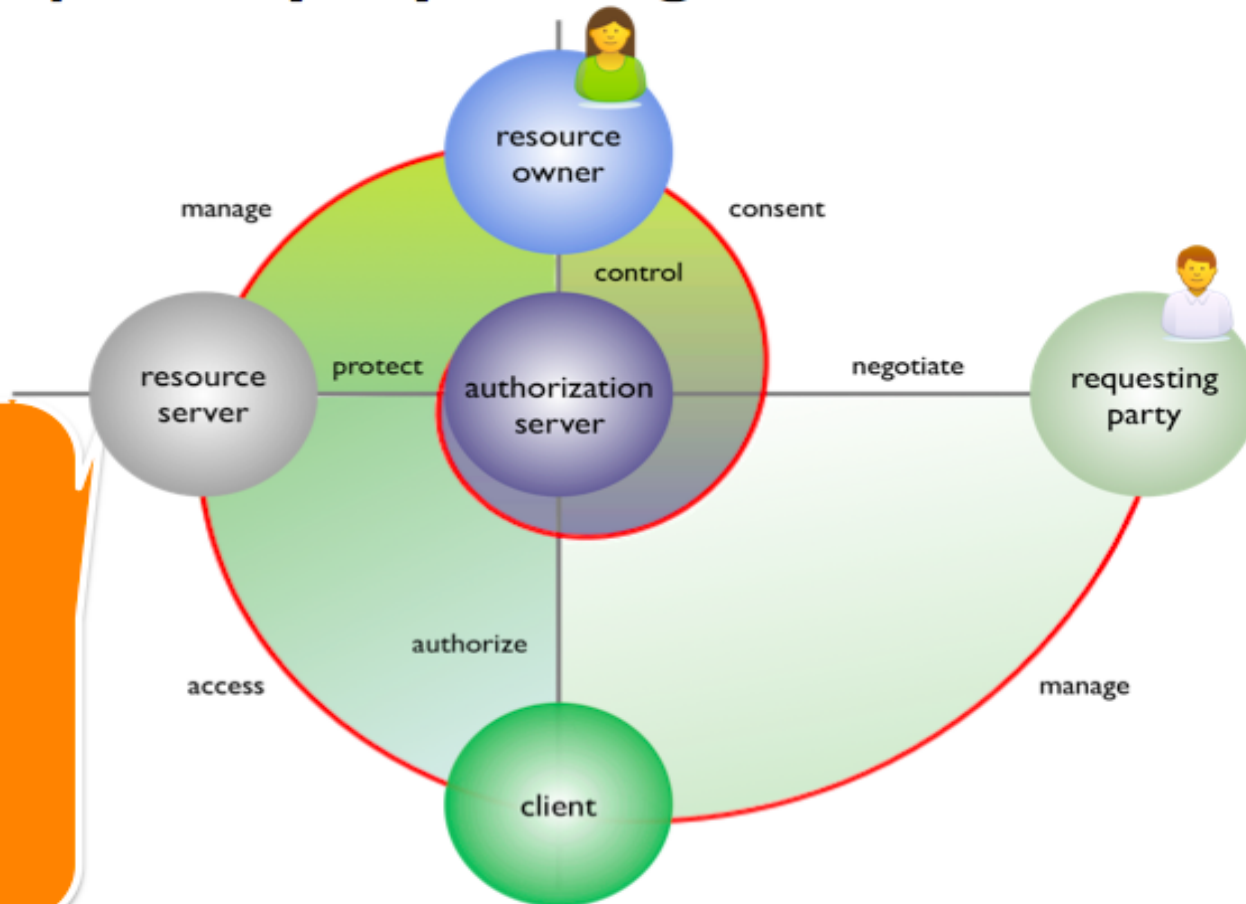 resource
owner
manage
consent
control
resource
server
protect
authorization
server
negotiate
requesting
party
authorize
access
manage
client